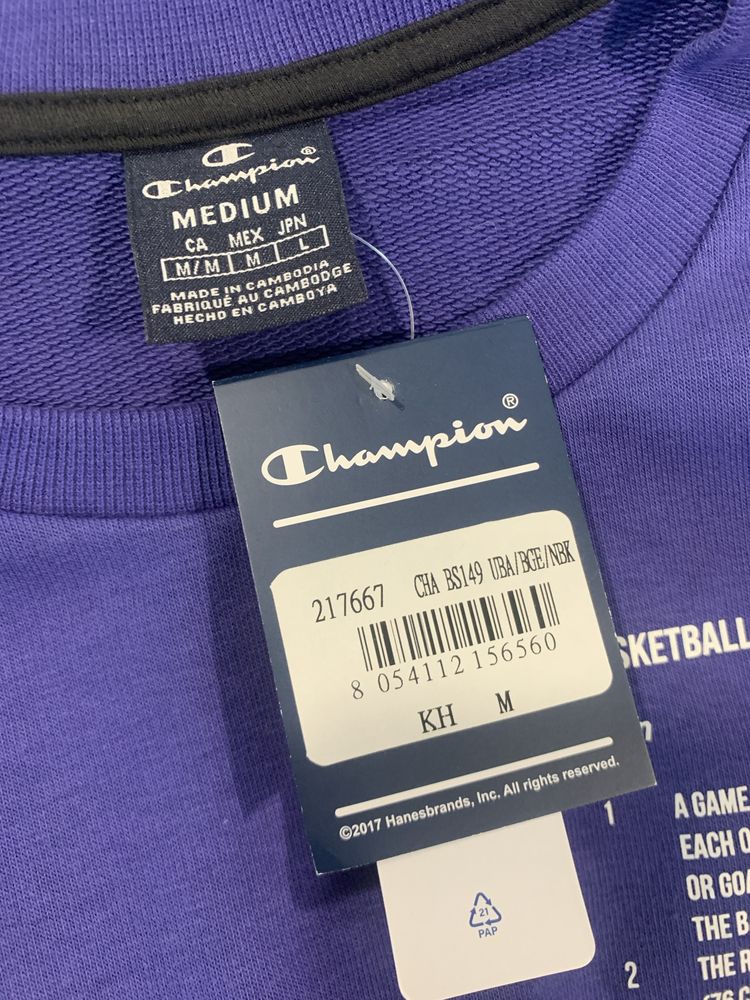 Champion®
MEDIUM
CA MEX JPN
M/M M L
MADE IN CAMBODIA
FABRIQUÉ AU CAMBODGE
HECHO EN CAMBOYA
Champion®
217667 CHA BS149 UBA/BGE/NBK
8 054112 156560
KH M
©2017 Hanesbrands, Inc. All rights reserved.
21
PAP
SKETBALL
1 A GAME
EACH O
OR GOA
THE B
2 THE R